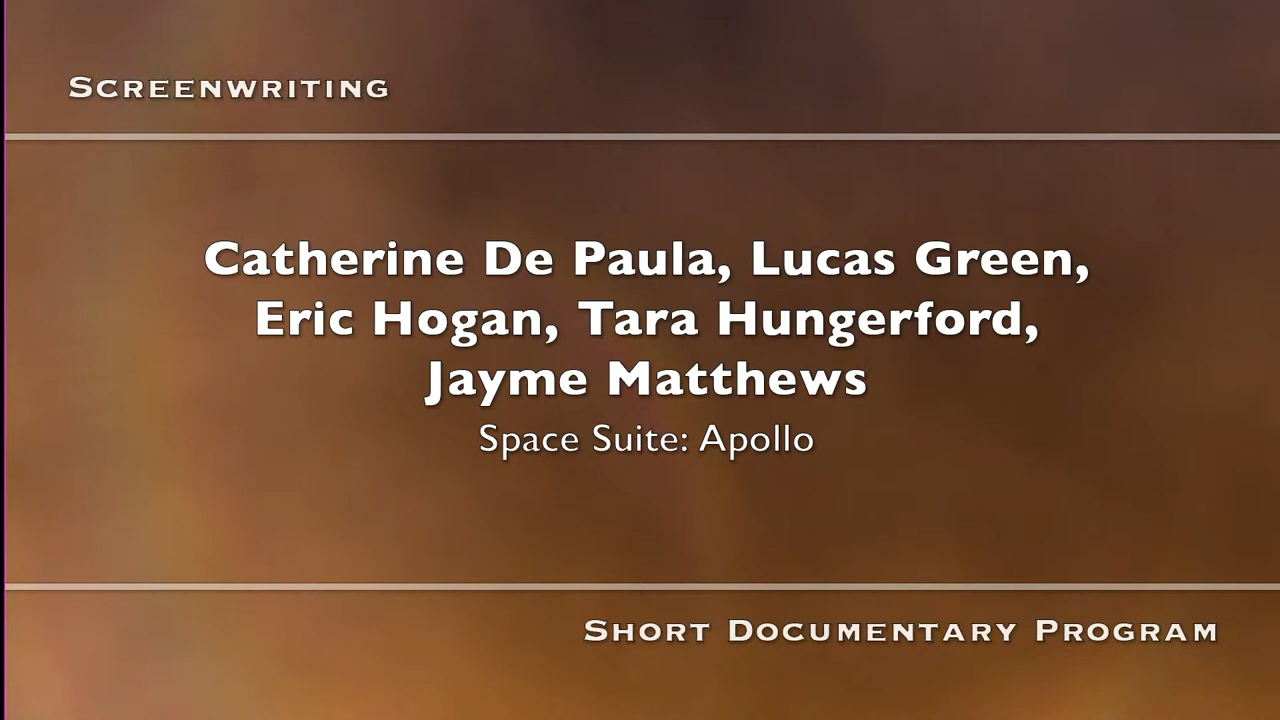 Screenwriting
Catherine De Paula, Lucas Green,
Eric Hogan, Tara Hungerford,
Jayme Matthews
Space Suite: Apollo
Short Documentary Program